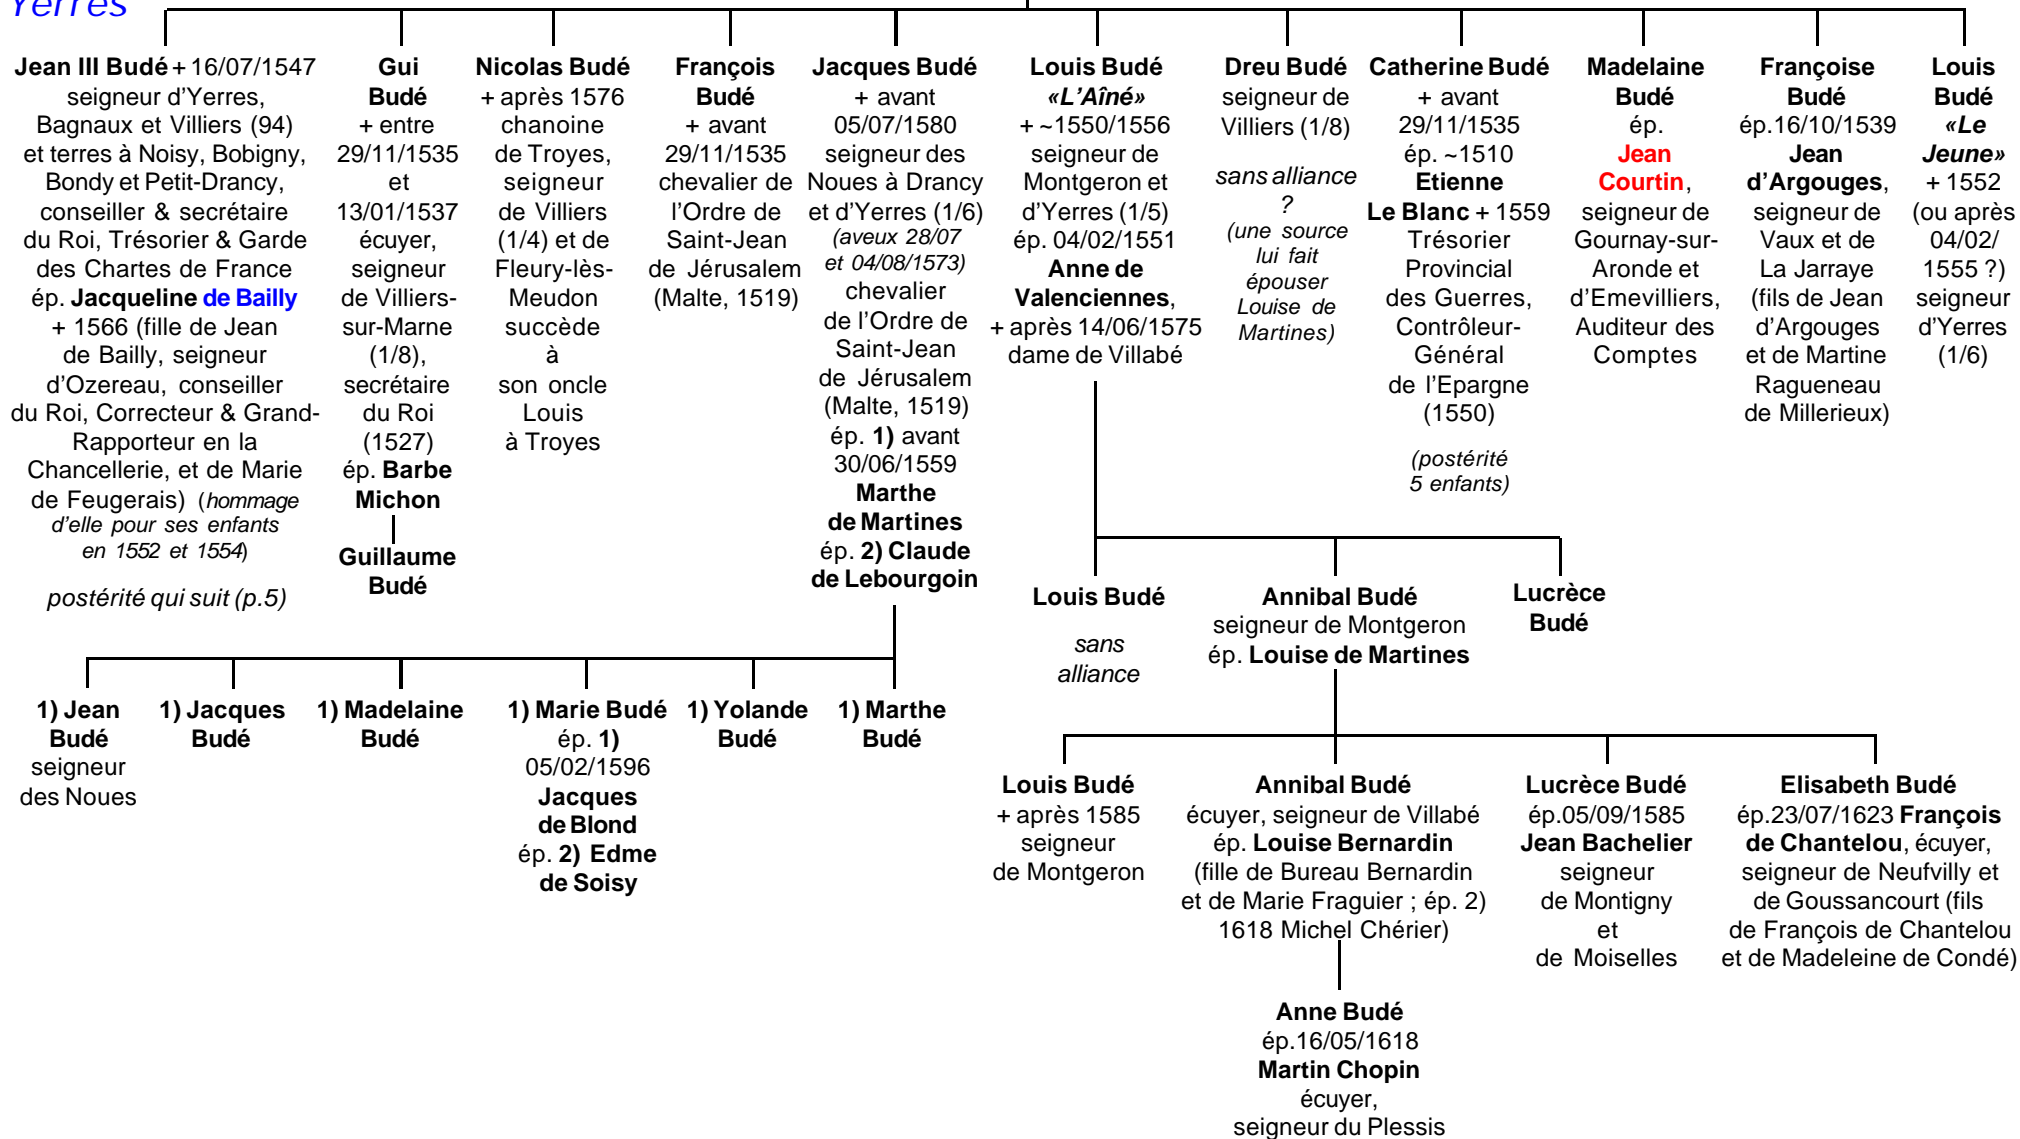 Yerres
Jean III Budé + 16/07/1547
seigneur d'Yerres,
Bagnaux et Villiers (94)
et terres à Noisy, Bobigny,
Bondy et Petit-Drancy,
conseiller & secrétaire
du Roi, Trésorier & Garde
des Chartes de France
ép. Jacqueline de Bailly
+ 1566 (fille de Jean
de Bailly, seigneur
d'Ozereau, conseiller
du Roi, Correcteur & Grand-
Rapporteur en la
Chancellerie, et de Marie
de Feugerais) (hommage
d'elle pour ses enfants
en 1552 et 1554)
postérité qui suit (p.5)
Gui
Budé
+ entre
29/11/1535
et
13/01/1537
écuyer,
seigneur
de Villiers-
sur-Marne
(1/8),
secrétaire
du Roi
(1527)
ép. Barbe
Michon
Guillaume
Budé
Nicolas Budé
+ après 1576
chanoine
de Troyes,
seigneur
de Villiers
(1/4) et de
Fleury-lès-
Meudon
succède
à
son oncle
Louis
à Troyes
François
Budé
+ avant
29/11/1535
chevalier de
l'Ordre de
Saint-Jean
de Jérusalem
(Malte, 1519)
Jacques Budé
+ avant
05/07/1580
seigneur des
Noues à Drancy
et d'Yerres (1/6)
(aveux 28/07
et 04/08/1573)
chevalier
de l'Ordre de
Saint-Jean
de Jérusalem
(Malte, 1519)
ép. 1) avant
30/06/1559
Marthe
de Martines
ép. 2) Claude
de Lebourgoin
Louis Budé
«L'Aîné»
+ ~1550/1556
seigneur de
Montgeron et
d'Yerres (1/5)
ép. 04/02/1551
Anne de
Valenciennes,
+ après 14/06/1575
dame de Villabé
Dreu Budé
seigneur de
Villiers (1/8)
sans alliance
?
(une source
lui fait
épouser
Louise de
Martines)
Catherine Budé
+ avant
29/11/1535
ép. ~1510
Etienne
Le Blanc + 1559
Trésorier
Provincial
des Guerres,
Contrôleur-
Général
de l'Epargne
(1550)
(postérité
5 enfants)
Madelaine
Budé
ép.
Jean
Courtin,
seigneur de
Gournay-sur-
Aronde et
d'Emevilliers,
Auditeur des
Comptes
Françoise
Budé
ép.16/10/1539
Jean
d'Argouges,
seigneur de
Vaux et de
La Jarraye
(fils de Jean
d'Argouges
et de Martine
Ragueneau
de Millerieux)
Louis
Budé
«Le
Jeune»
+ 1552
(ou après
04/02/
1555 ?)
seigneur
d'Yerres
(1/6)
Louis Budé
sans
alliance
Annibal Budé
seigneur de Montgeron
ép. Louise de Martines
Lucrèce
Budé
1) Jean
Budé
seigneur
des Noues
1) Jacques
Budé
1) Madelaine
Budé
1) Marie Budé
ép. 1)
05/02/1596
Jacques
de Blond
ép. 2) Edme
de Soisy
1) Yolande
Budé
1) Marthe
Budé
Louis Budé
+ après 1585
seigneur
de Montgeron
Annibal Budé
écuyer, seigneur de Villabé
ép. Louise Bernardin
(fille de Bureau Bernardin
et de Marie Fraguier ; ép. 2)
1618 Michel Chérier)
Lucrèce Budé
ép.05/09/1585
Jean Bachelier
seigneur
de Montigny
et
de Moiselles
Elisabeth Budé
ép.23/07/1623 François
de Chantelou, écuyer,
seigneur de Neufvilly et
de Goussancourt (fils
de François de Chantelou
et de Madeleine de Condé)
Anne Budé
ép.16/05/1618
Martin Chopin
écuyer,
seigneur du Plessis